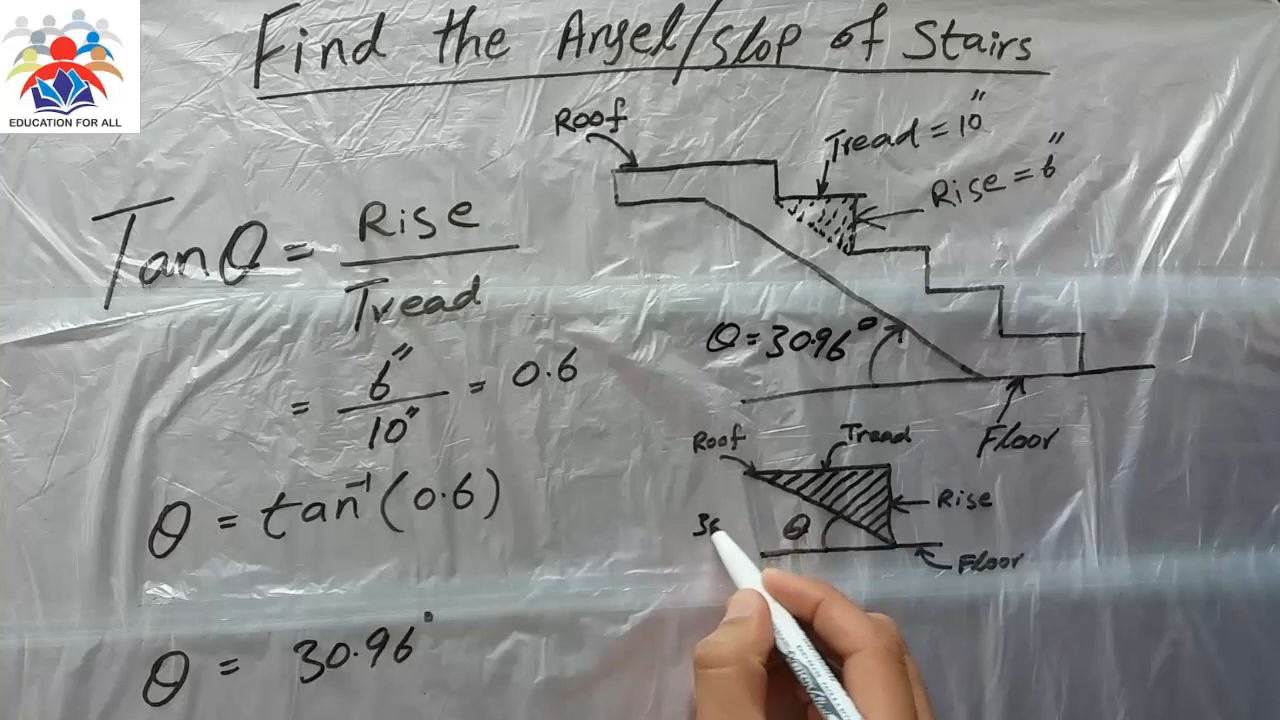 EDUCATION FOR ALL
Find the Angel/Slop of Stairs
Roof
Tread = 10"
Rise = 6"
Tanθ = Rise / Tread
= 6" / 10" = 0.6
θ = tan⁻¹(0.6)
θ = 30.96°
θ = 30.96°
Floor
Roof
Tread
Rise
θ
Floor